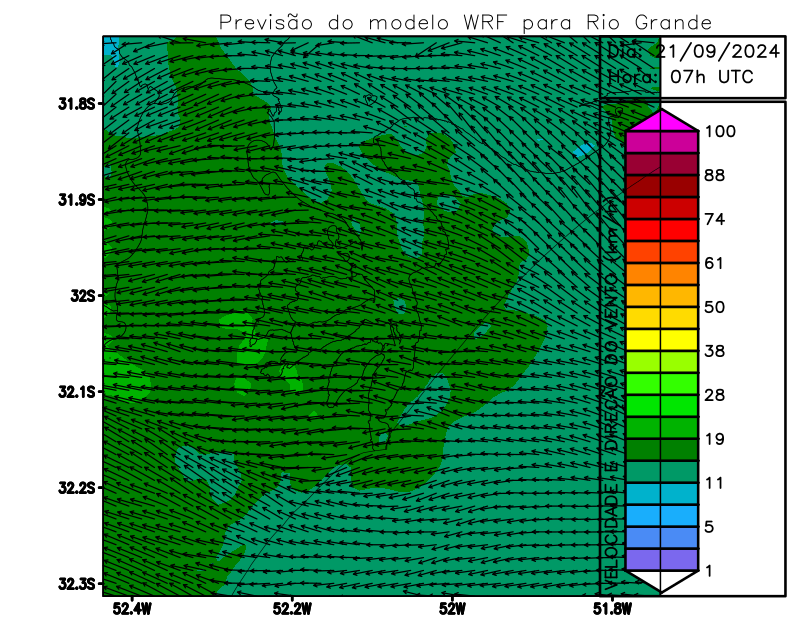 Previsão do modelo WRF para Rio Grande
Dia: 21/09/2024
Hora: 07h UTC
31.8S
31.9S
32S
32.1S
32.2S
32.3S
52.4W
52.2W
52W
51.8W
VELOCIDADE E DIREÇÃO DO VENTO (km/h)
100
88
74
61
50
38
28
19
11
5
1